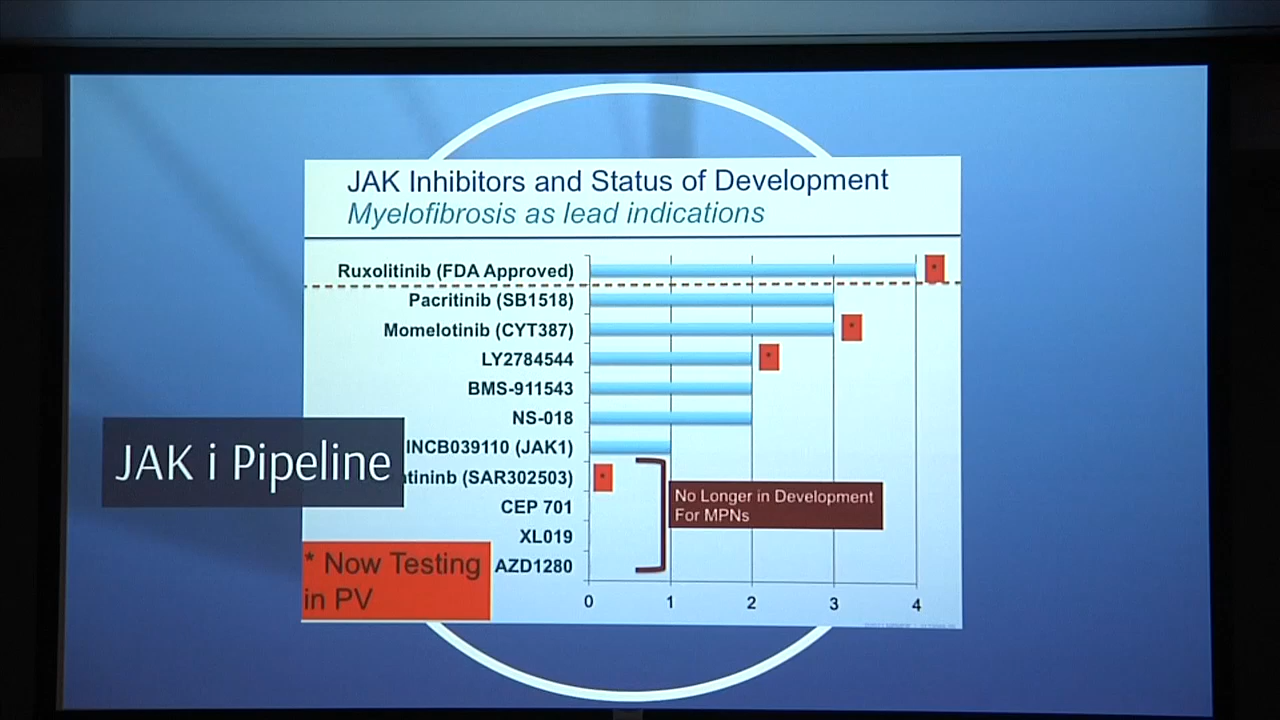 JAK Inhibitors and Status of Development
Myelofibrosis as lead indications
Ruxolitinib (FDA Approved)
*
Pacritinib (SB1518)
Momelotinib (CYT387)
*
LY2784544
*
BMS-911543
NS-018
INCB039110 (JAK1)
JAK i Pipeline
tininb (SAR302503)
*
No Longer in Development
For MPNs
CEP 701
XL019
AZD1280
* Now Testing
in PV
0 1 2 3 4